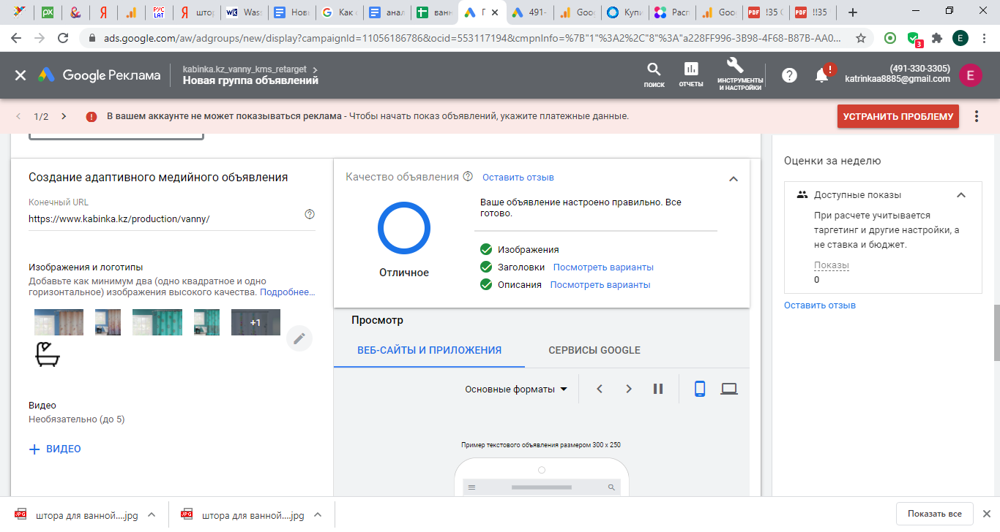 штор
Wass
Нова
Как
анал
ванн
Г
491-
Goo
Купи
Расп
Goo
!35
!!35
ads.google.com/aw/adgroups/new/display?campaignId=11056186786&ocid=553117194&cmpnInfo=%7B"1"%3A2%2C"8"%3A"a228FF996-3B98-4F68-B87B-AA0...
3
E
Google Реклама
kabinka.kz_vanny_kms_retarget
Новая группа объявлений
ПОИСК
ОТЧЕТЫ
ИНСТРУМЕНТЫ
И НАСТРОЙКИ
(491-330-3305)
katrinkaa8885@gmail.com
E
1/2
В вашем аккаунте не может показываться реклама - Чтобы начать показ объявлений, укажите платежные данные.
УСТРАНИТЬ ПРОБЛЕМУ
Создание адаптивного медийного объявления
Конечный URL
https://www.kabinka.kz/production/vanny/
Изображения и логотипы
Добавьте как минимум два (одно квадратное и одно
горизонтальное) изображения высокого качества. Подробнее…
+1
Видео
Необязательно (до 5)
+ ВИДЕО
Качество объявления
Оставить отзыв
Отличное
Ваше объявление настроено правильно. Все
готово.
Изображения
Заголовки Посмотреть варианты
Описания Посмотреть варианты
Просмотр
ВЕБ-САЙТЫ И ПРИЛОЖЕНИЯ
СЕРВИСЫ GOOGLE
Основные форматы
Пример текстового объявления размером 300 x 250
Оценки за неделю
Доступные показы
При расчете учитывается
таргетинг и другие настройки, а
не ставка и бюджет.
Показы
0
Оставить отзыв
штора для ванной....jpg
штора для ванной....jpg
Показать все